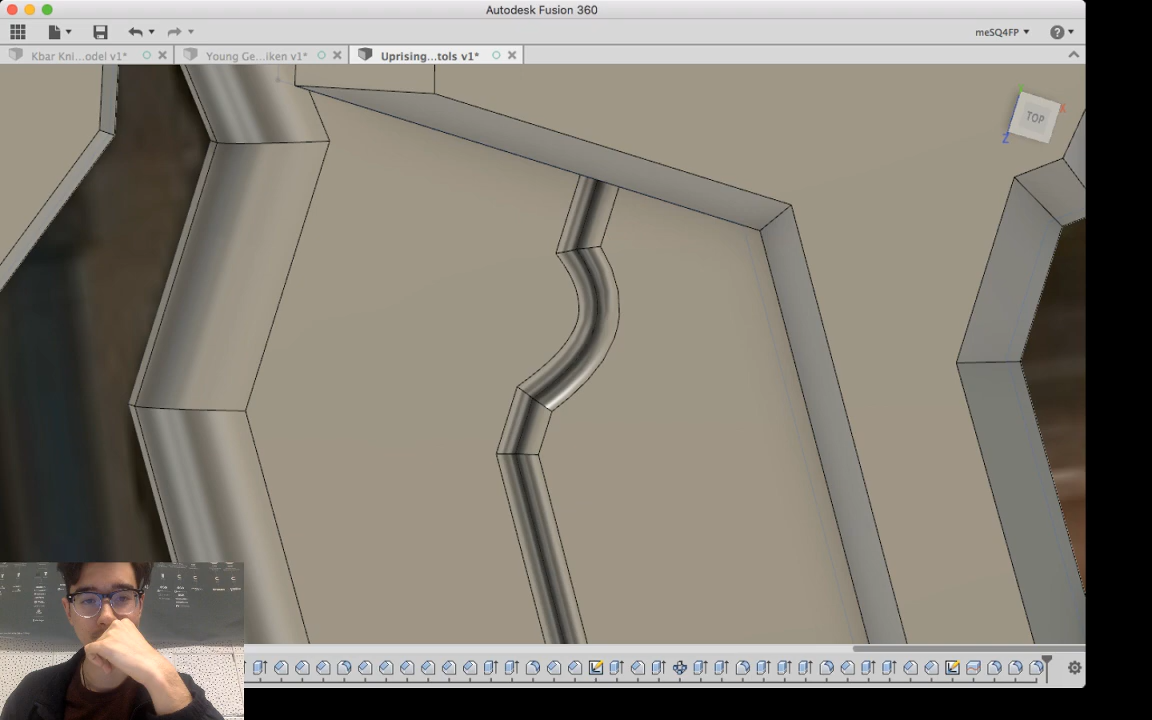 Autodesk Fusion 360
meSQ4FP
Kbar Kni...odel v1*
Young Ge...iken v1*
Uprising...tols v1*
TOP
X
Z